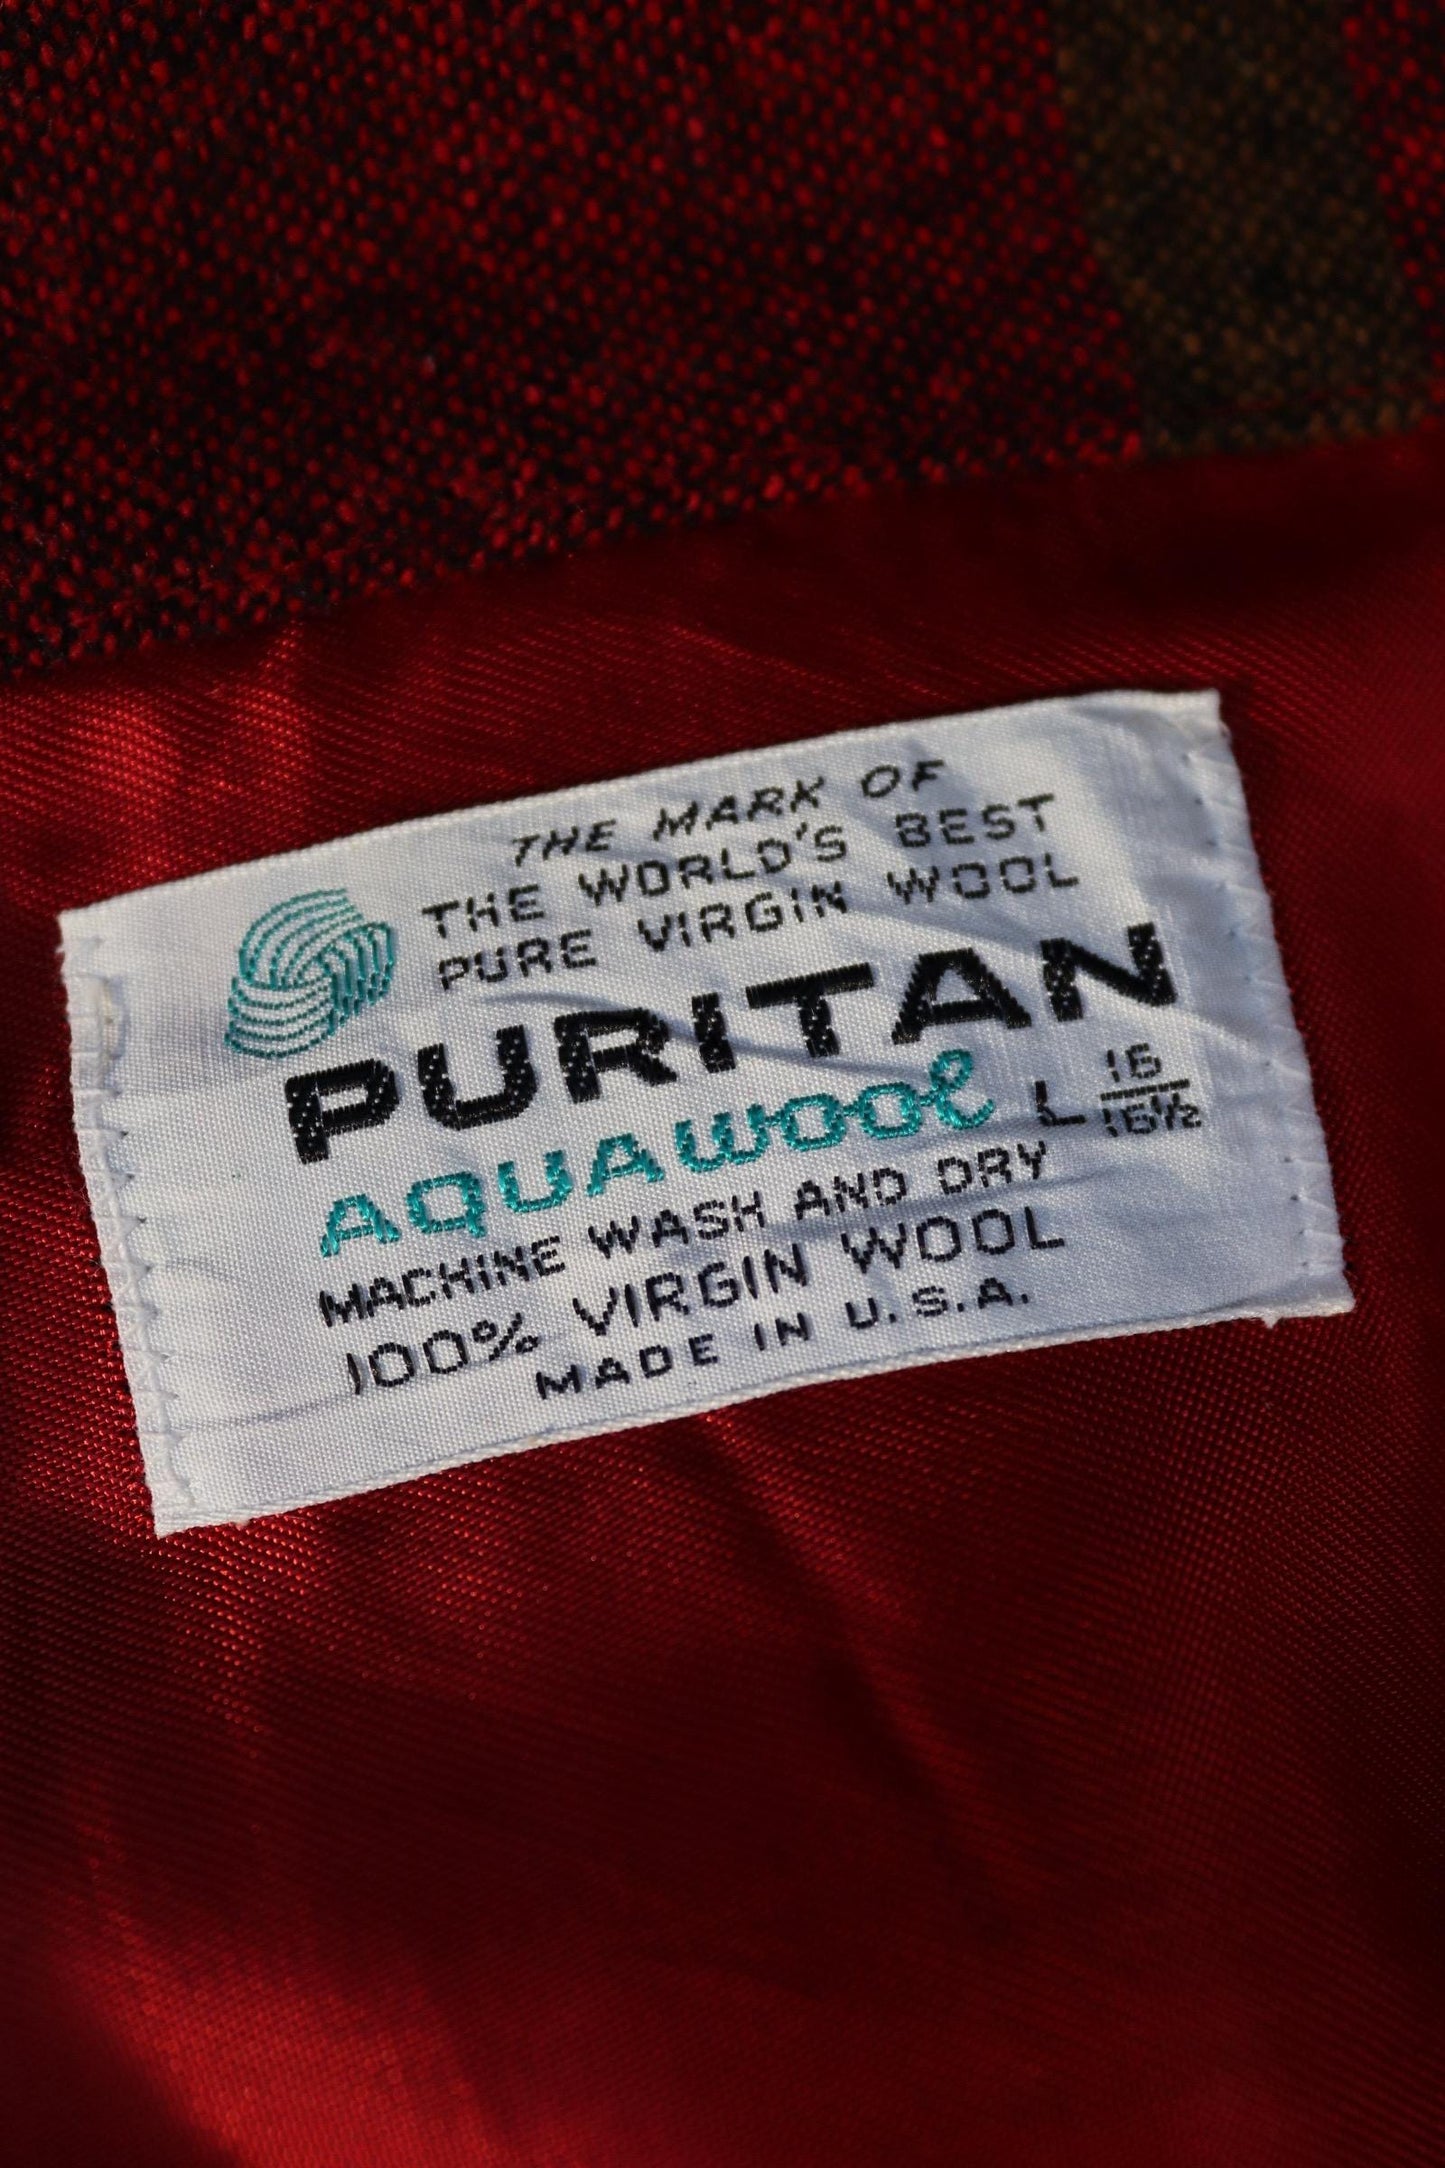 THE MARK OF
THE WORLD'S BEST
PURE VIRGIN WOOL
PURITAN
AQUAWOOL L 16
16½
MACHINE WASH AND DRY
100% VIRGIN WOOL
MADE IN U.S.A.